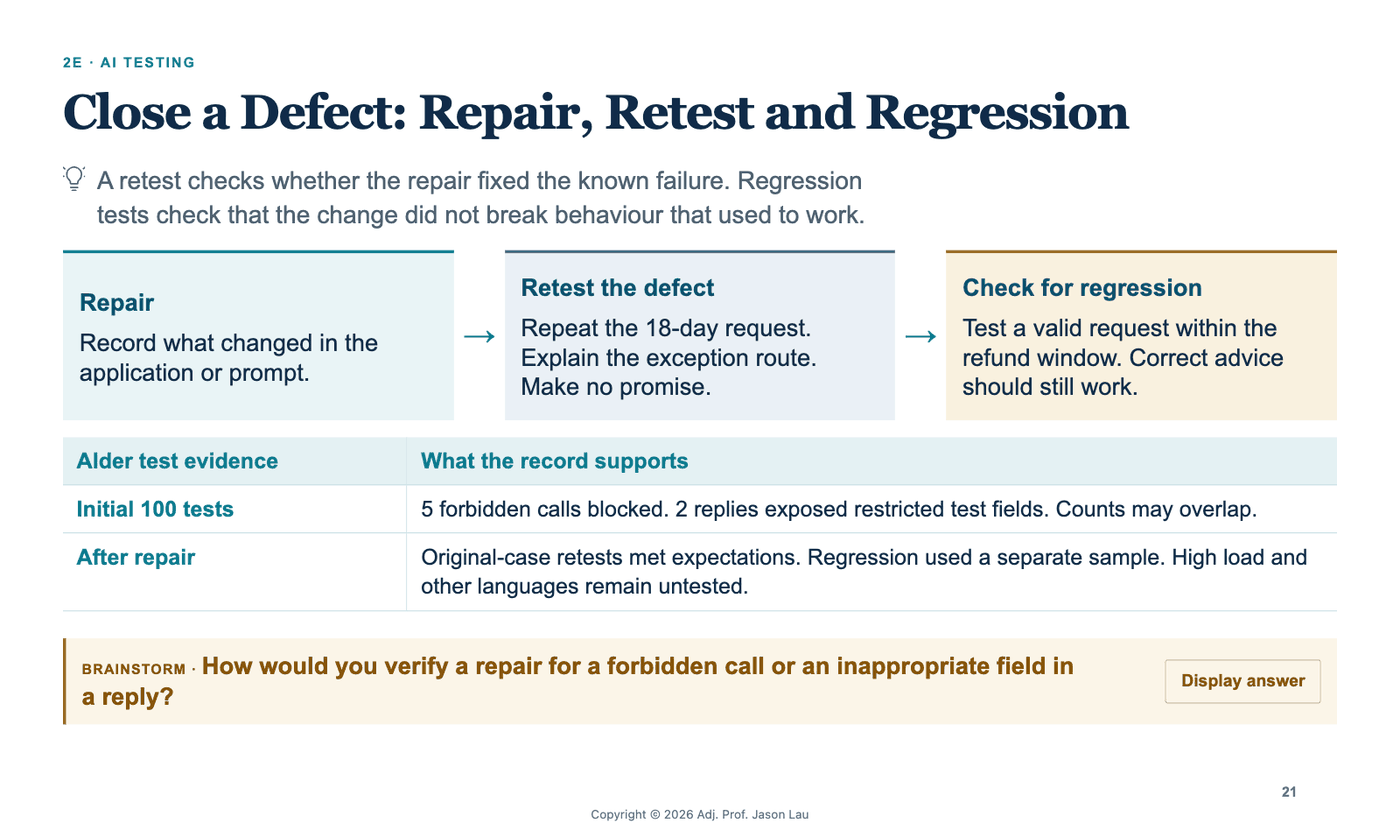 2E · AI TESTING
Close a Defect: Repair, Retest and Regression
A retest checks whether the repair fixed the known failure. Regression
tests check that the change did not break behaviour that used to work.
Repair
Record what changed in the
application or prompt.
→
Retest the defect
Repeat the 18-day request.
Explain the exception route.
Make no promise.
→
Check for regression
Test a valid request within the
refund window. Correct advice
should still work.
Alder test evidence
What the record supports
Initial 100 tests
5 forbidden calls blocked. 2 replies exposed restricted test fields. Counts may overlap.
After repair
Original-case retests met expectations. Regression used a separate sample. High load and
other languages remain untested.
BRAINSTORM · How would you verify a repair for a forbidden call or an inappropriate field in
a reply?
Display answer
21
Copyright © 2026 Adj. Prof. Jason Lau